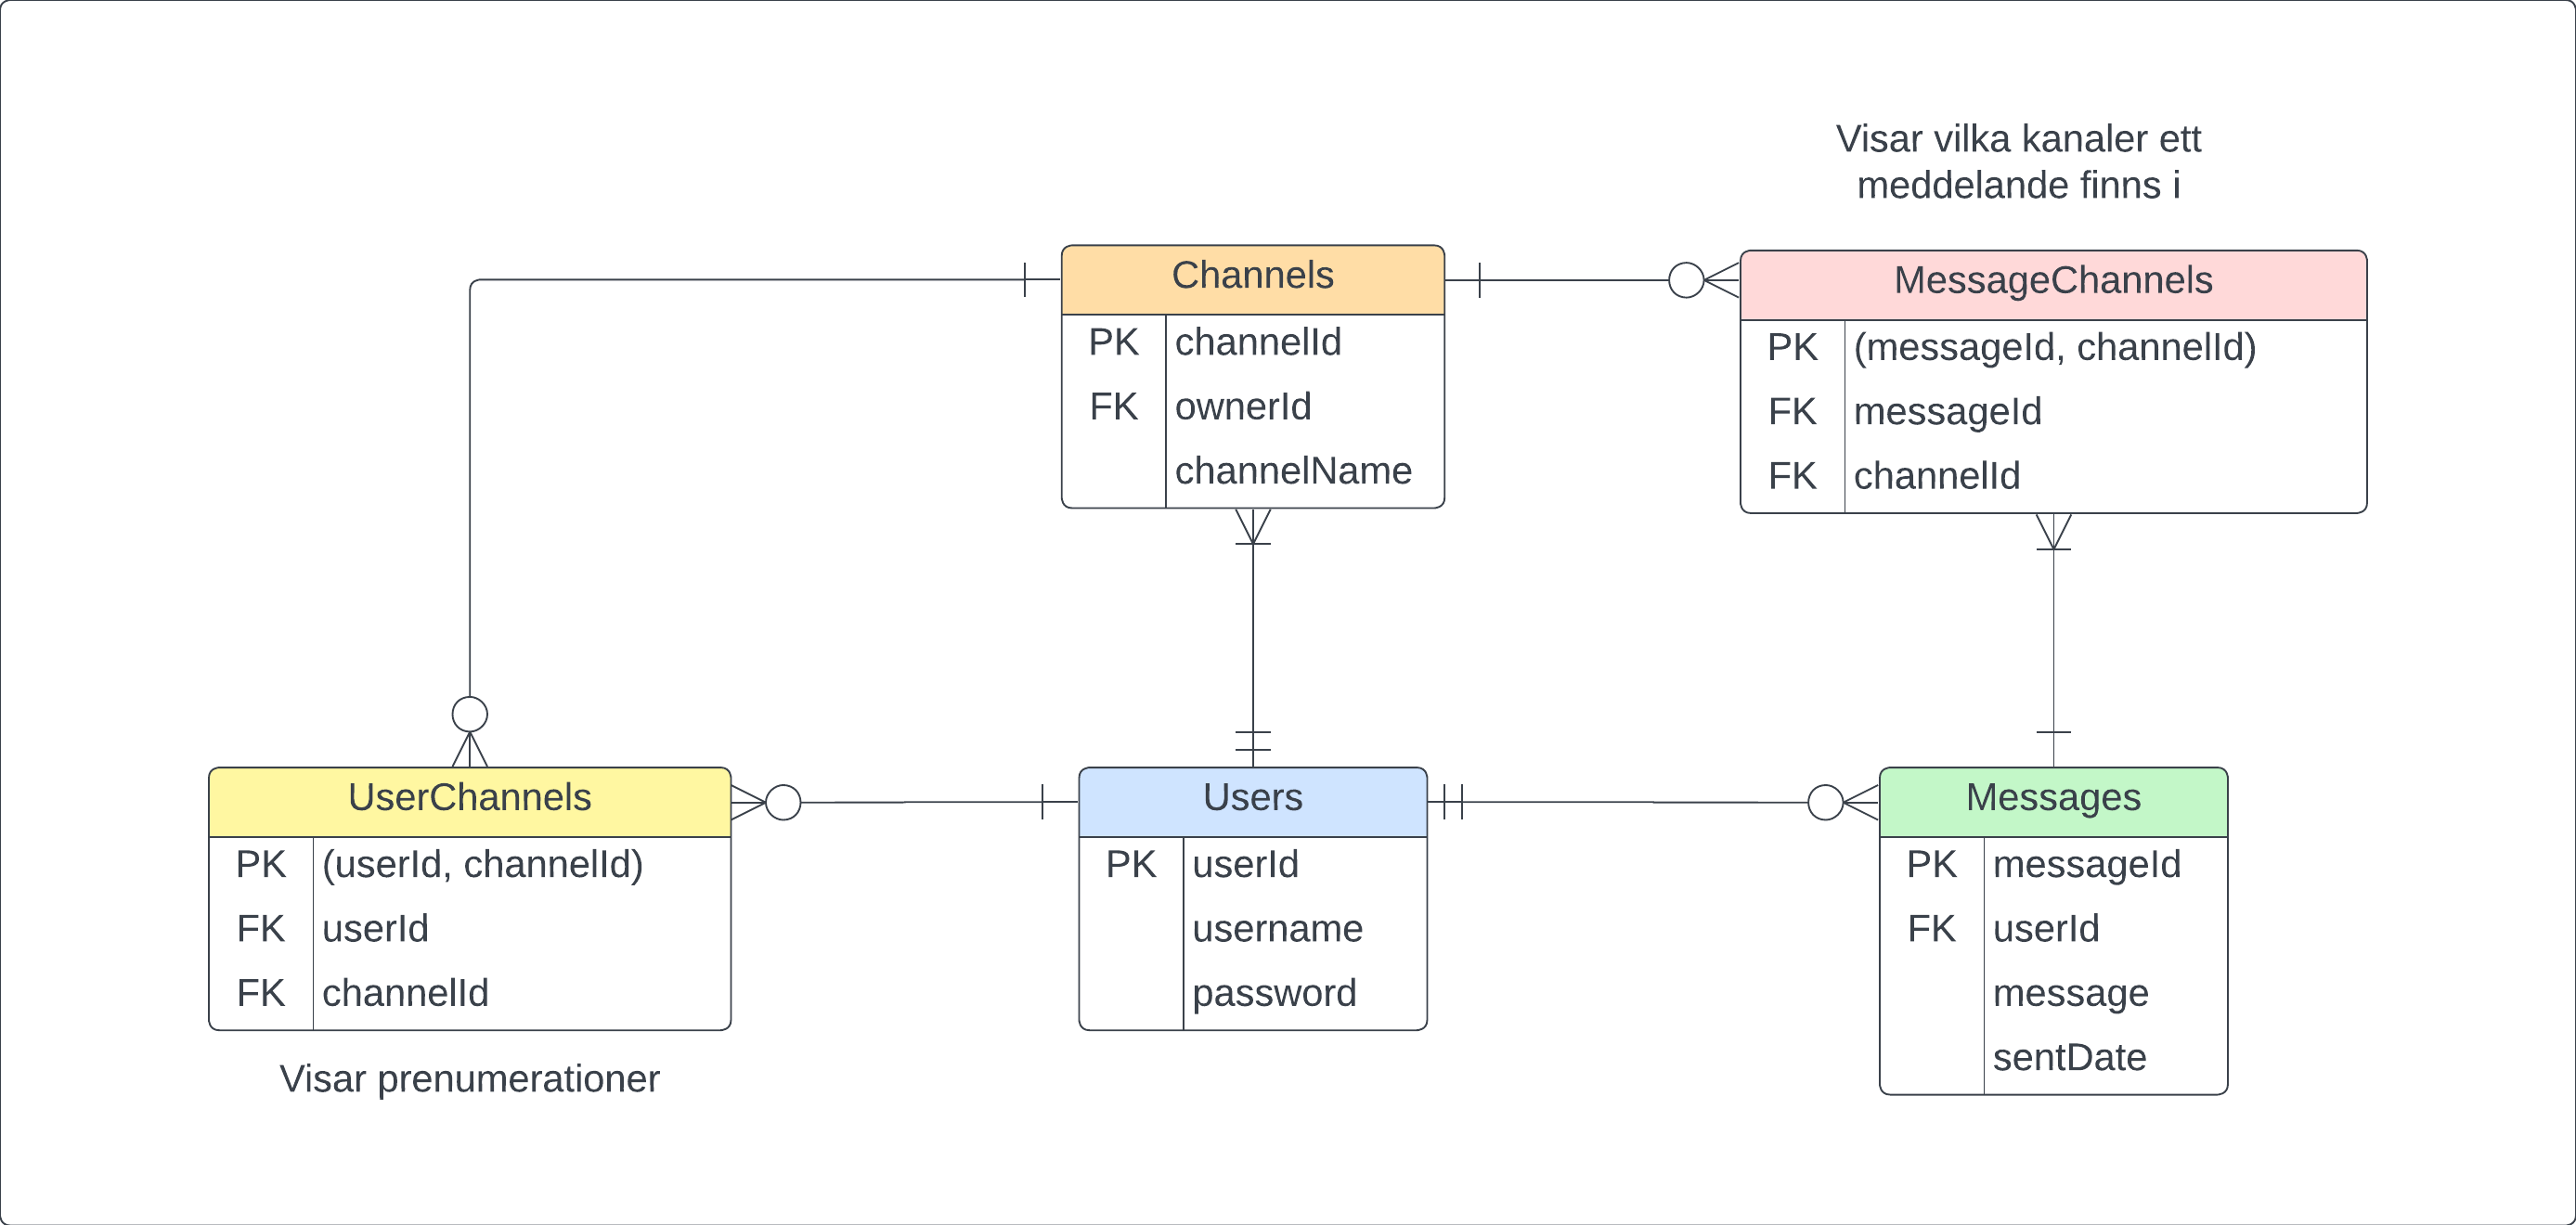 Visar vilka kanaler ett
meddelande finns i
Channels
PK channelId
FK ownerId
channelName
MessageChannels
PK (messageId, channelId)
FK messageId
FK channelId
UserChannels
PK (userId, channelId)
FK userId
FK channelId
Visar prenumerationer
Users
PK userId
username
password
Messages
PK messageId
FK userId
message
sentDate